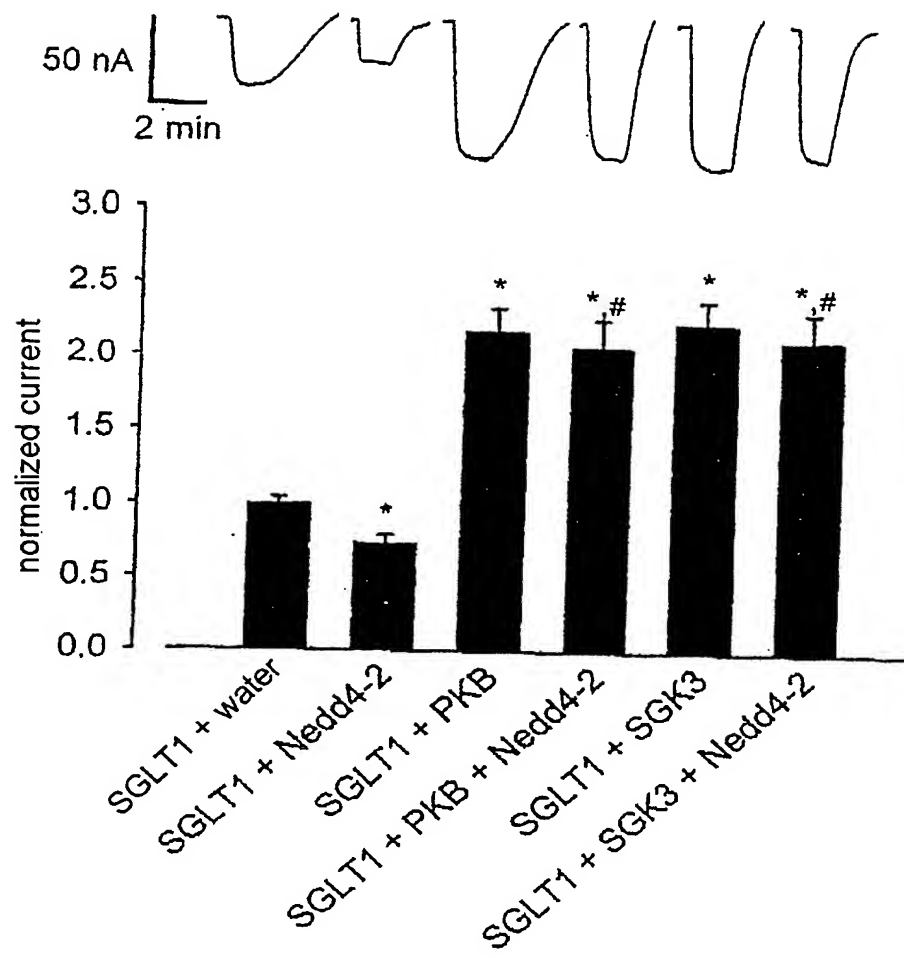 50 nA
2 min
3.0
2.5
2.0
1.5
1.0
0.5
0.0
normalized current
*
*
*,#
*
*,#
SGLT1 + water
SGLT1 + Nedd4-2
SGLT1 + PKB
SGLT1 + PKB + Nedd4-2
SGLT1 + SGK3
SGLT1 + SGK3 + Nedd4-2